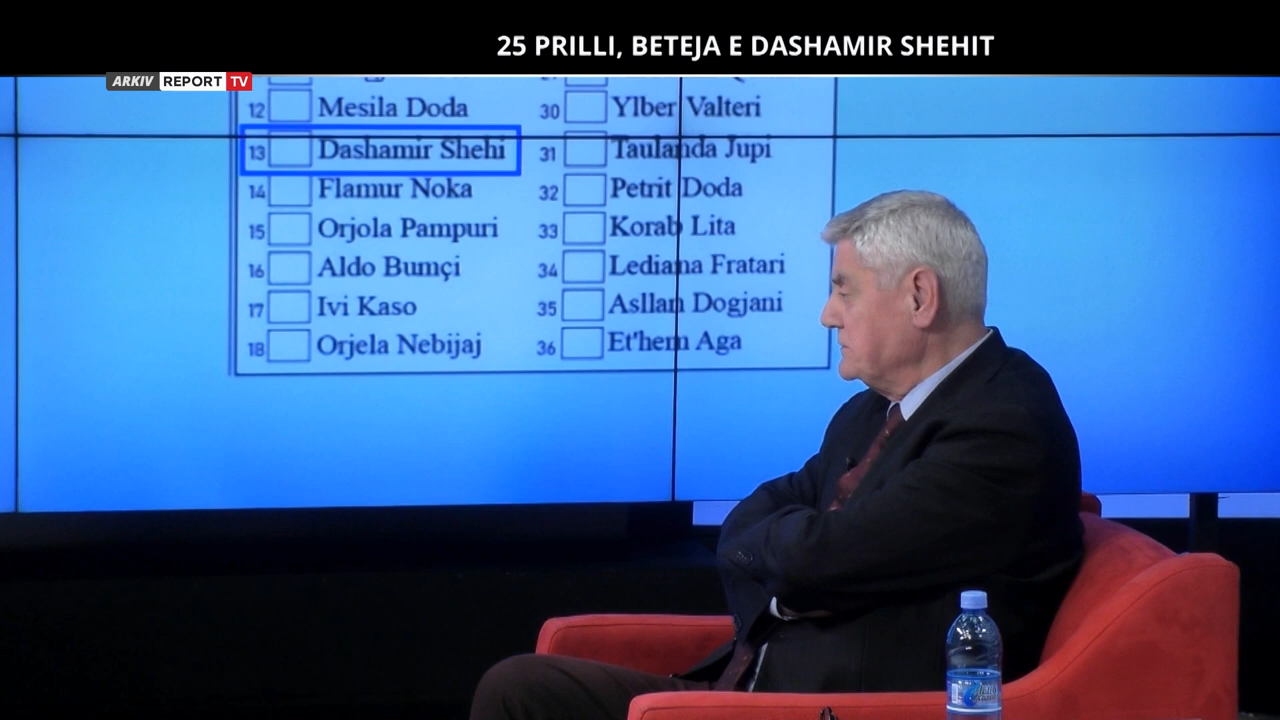 25 PRILLI, BETEJA E DASHAMIR SHEHIT
ARKIV REPORT TV
12 Mesila Doda
13 Dashamir Shehi
14 Flamur Noka
15 Orjola Pampuri
16 Aldo Bumçi
17 Ivi Kaso
18 Orjela Nebijaj
30 Ylber Valteri
31 Taulanda Jupi
32 Petrit Doda
33 Korab Lita
34 Lediana Fratari
35 Asllan Dogjani
36 Et'hem Aga